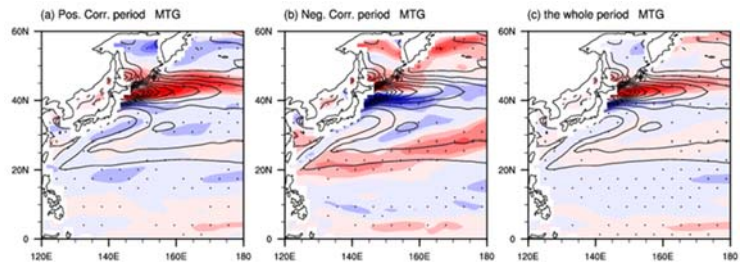 (a) Pos. Corr. period MTG
(b) Neg. Corr. period MTG
(c) the whole period MTG
60N
40N
20N
0
120E 140E 160E 180
60N
40N
20N
0
120E 140E 160E 180
60N
40N
20N
0
120E 140E 160E 180